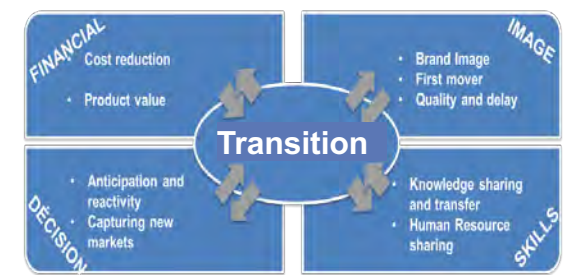 FINANCIAL
• Cost reduction
• Product value
IMAGE
• Brand Image
• First mover
• Quality and delay
Transition
DÉCISION
• Anticipation and
reactivity
• Capturing new
markets
• Knowledge sharing
and transfer
• Human Resource
sharing
SKILLS